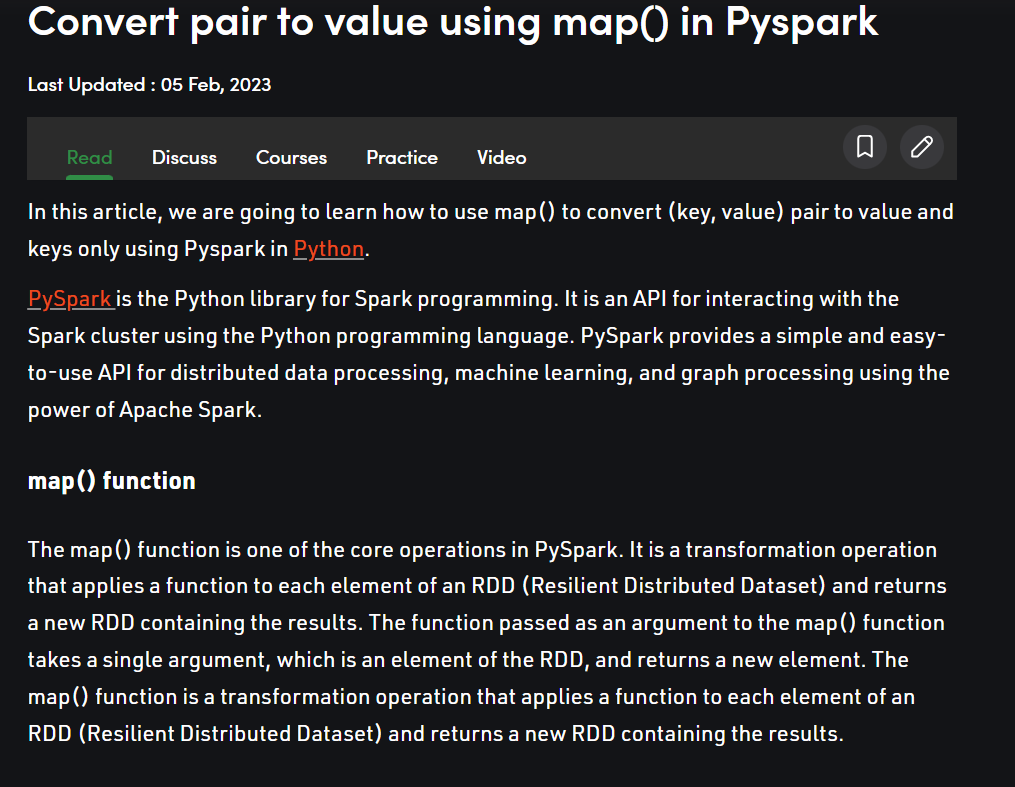 Convert pair to value using map() in Pyspark
Last Updated : 05 Feb, 2023
Read Discuss Courses Practice Video
In this article, we are going to learn how to use map() to convert (key, value) pair to value and
keys only using Pyspark in Python.
PySpark is the Python library for Spark programming. It is an API for interacting with the
Spark cluster using the Python programming language. PySpark provides a simple and easy-
to-use API for distributed data processing, machine learning, and graph processing using the
power of Apache Spark.
map() function
The map() function is one of the core operations in PySpark. It is a transformation operation
that applies a function to each element of an RDD (Resilient Distributed Dataset) and returns
a new RDD containing the results. The function passed as an argument to the map() function
takes a single argument, which is an element of the RDD, and returns a new element. The
map() function is a transformation operation that applies a function to each element of an
RDD (Resilient Distributed Dataset) and returns a new RDD containing the results.